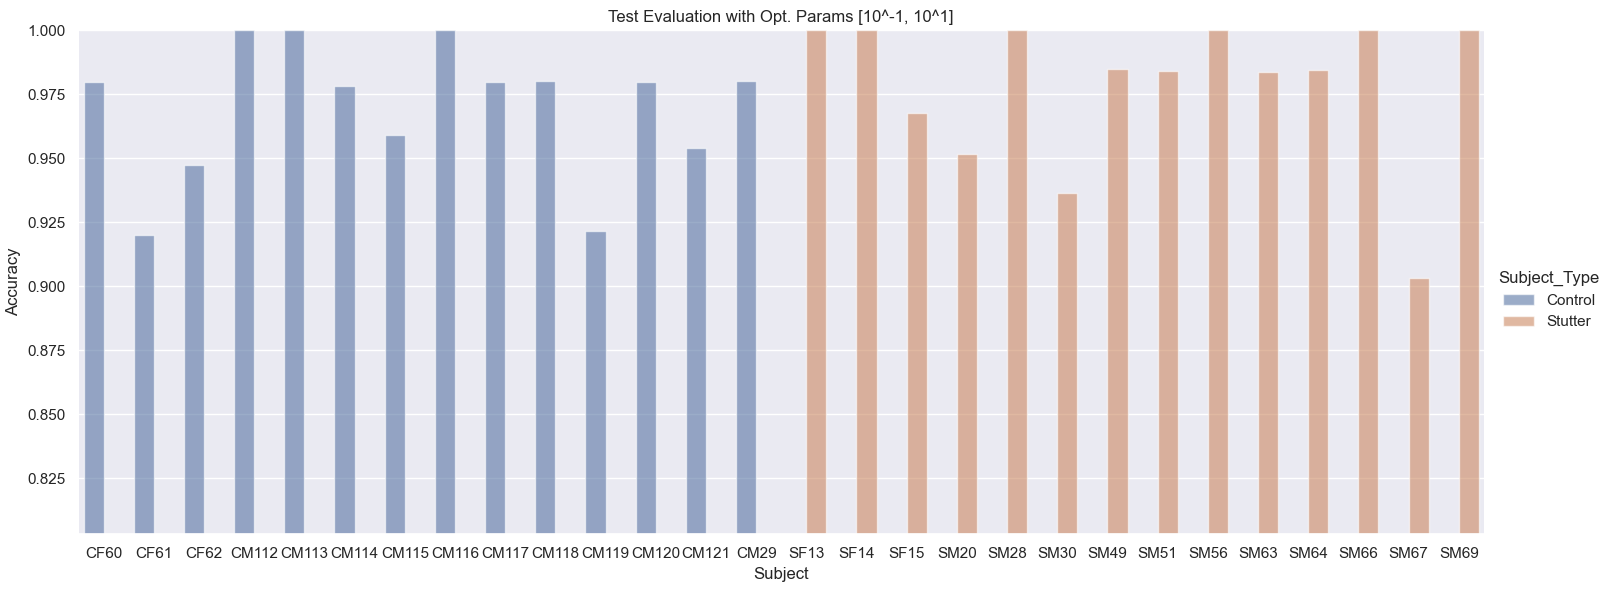 Test Evaluation with Opt. Params [10^-1, 10^1]
1.000
0.975
0.950
0.925
0.900
0.875
0.850
0.825
Accuracy
CF60 CF61 CF62 CM112 CM113 CM114 CM115 CM116 CM117 CM118 CM119 CM120 CM121 CM29 SF13 SF14 SF15 SM20 SM28 SM30 SM49 SM51 SM56 SM63 SM64 SM66 SM67 SM69
Subject
Subject_Type
Control
Stutter